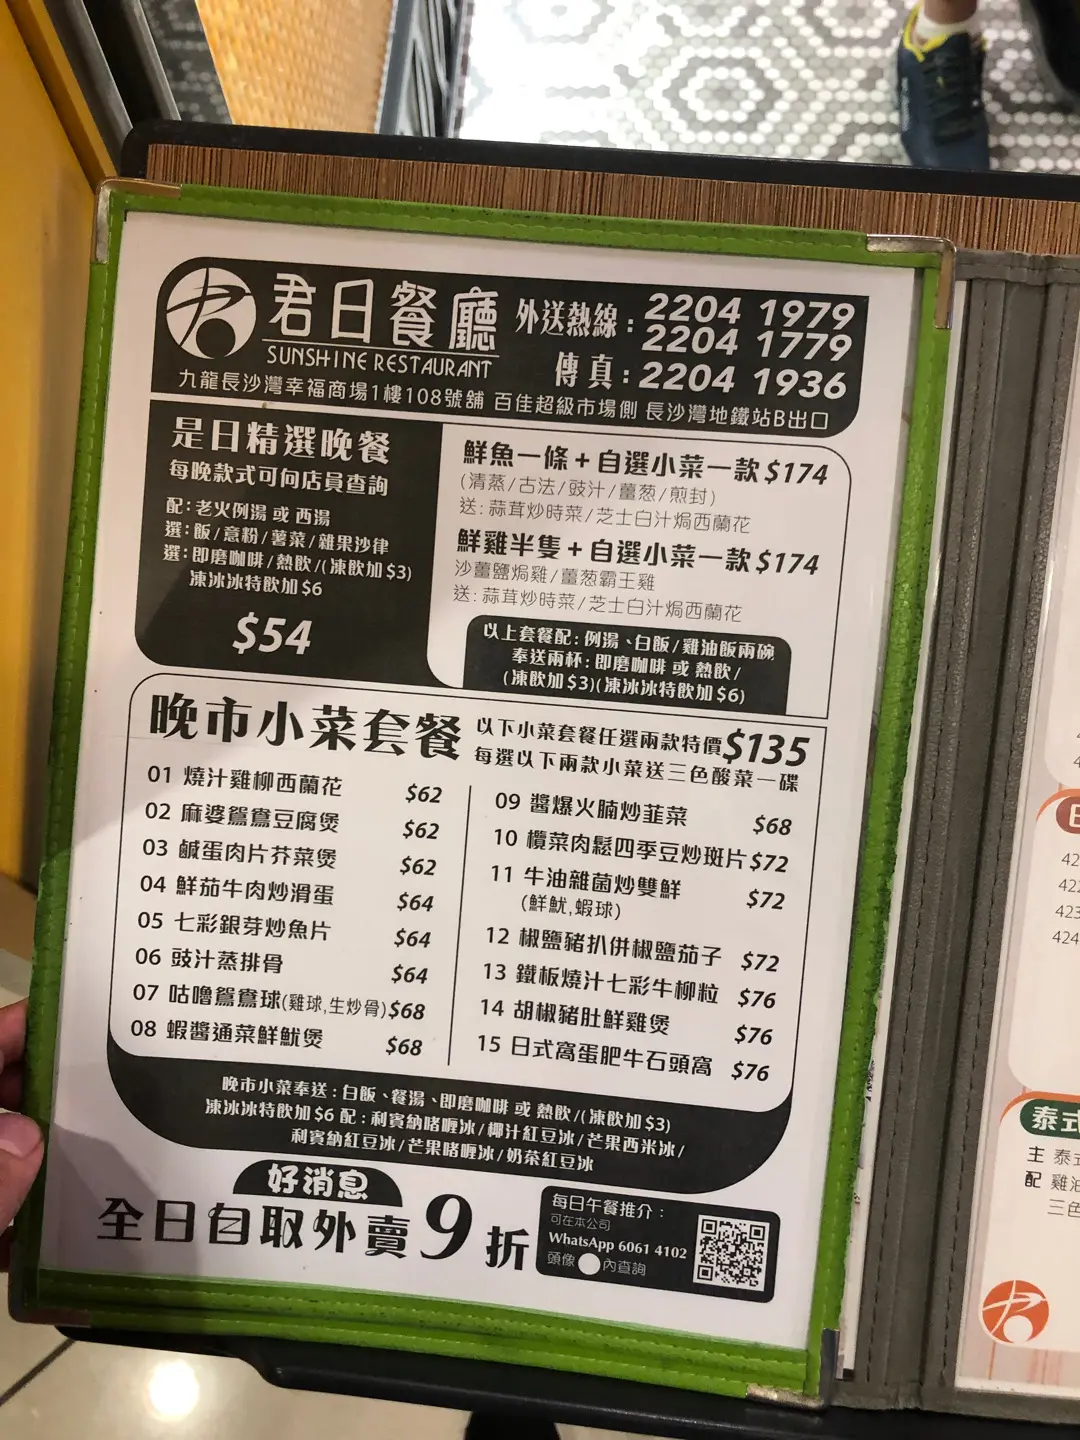 君日餐廳
SUNSHINE RESTAURANT
外送熱線：2204 1979
2204 1779
傳真：2204 1936
九龍長沙灣幸福商場1樓108號舖 百佳超級市場側 長沙灣地鐵站B出口
是日精選晚餐
每晚款式可向店員查詢
配：老火例湯 或 西湯
選：飯/意粉/薯菜/雜果沙律
選：即磨咖啡/熱飲/(凍飲加$3)
凍冰冰特飲加$6
$54
鮮魚一條+自選小菜一款$174
(清蒸/古法/豉汁/薑葱/煎封)
送：蒜茸炒時菜/芝士白汁焗西蘭花
鮮雞半隻+自選小菜一款$174
沙薑鹽焗雞/薑葱霸王雞
送：蒜茸炒時菜/芝士白汁焗西蘭花
以上套餐配：例湯、白飯/雞油飯兩碗
奉送兩杯：即磨咖啡 或 熱飲/
(凍飲加$3)(凍冰冰特飲加$6)
晚市小菜套餐
以下小菜套餐任選兩款特價$135
每選以下兩款小菜送三色酸菜一碟
01 燒汁雞柳西蘭花 $62
02 麻婆鴛鴦豆腐煲 $62
03 鹹蛋肉片芥菜煲 $62
04 鮮茄牛肉炒滑蛋 $64
05 七彩銀芽炒魚片 $64
06 豉汁蒸排骨 $64
07 咕嚕鴛鴦球(雞球,生炒骨)$68
08 蝦醬通菜鮮魷煲 $68
09 醬爆火腩炒韮菜 $68
10 欖菜肉鬆四季豆炒斑片$72
11 牛油雜菌炒雙鮮 $72
(鮮魷,蝦球)
12 椒鹽豬扒併椒鹽茄子 $72
13 鐵板燒汁七彩牛柳粒 $76
14 胡椒豬肚鮮雞煲 $76
15 日式窩蛋肥牛石頭窩 $76
晚市小菜奉送：白飯、餐湯、即磨咖啡 或 熱飲/(凍飲加$3)
凍冰冰特飲加$6 配：利賓納啫喱冰/椰汁紅豆冰/芒果西米冰/
利賓納紅豆冰/芒果啫喱冰/奶茶紅豆冰
好消息
全日自取外賣9折
每日午餐推介：
可在本公司
WhatsApp 6061 4102
頭像 內查詢
泰式
主 泰式
配 雞油
三色